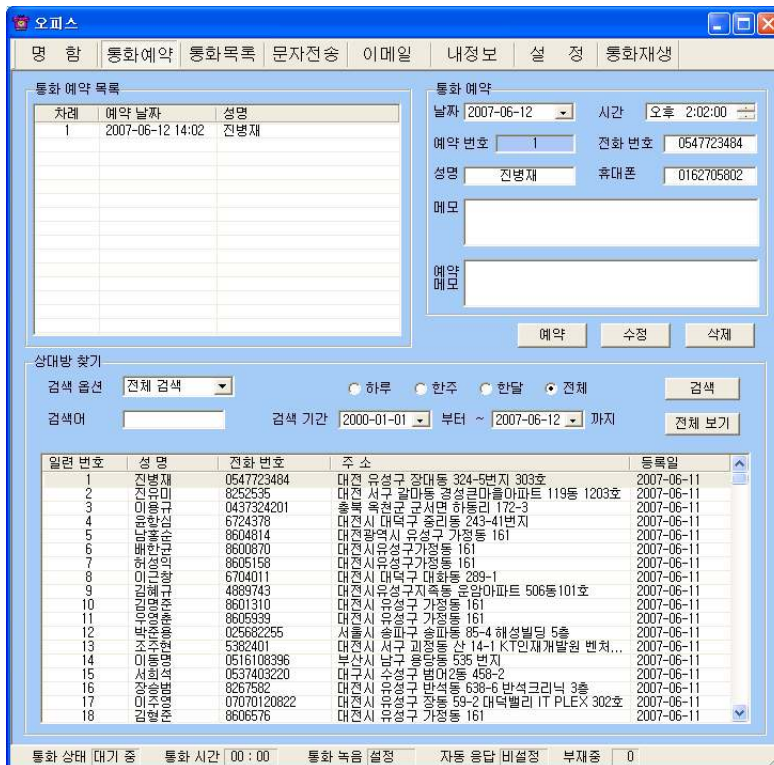 오피스
명 함 통화예약 통화목록 문자전송 이메일 내정보 설 정 통화재생
통화 예약 목록
차례 예약 날짜 성명
1 2007-06-12 14:02 진병재
통화 예약
날짜 2007-06-12 시간 오후 2:02:00
예약 번호 1 전화 번호 0547723484
성명 진병재 휴대폰 0162705802
메모
예약
메모
예약 수정 삭제
상대방 찾기
검색 옵션 전체 검색 하루 한주 한달 전체 검색
검색어 검색 기간 2000-01-01 부터 ~ 2007-06-12 까지 전체 보기
일련 번호 성 명 전화 번호 주 소 등록일
1 진병재 0547723484 대전 유성구 장대동 324-5번지 303호 2007-06-11
2 진유미 8252535 대전 서구 갈마동 경성큰마을아파트 119동 1203호 2007-06-11
3 이용규 0437324201 충북 옥천군 군서면 하동리 172-3 2007-06-11
4 윤향심 6724378 대전시 대덕구 중리동 243-41번지 2007-06-11
5 남홍순 8604814 대전광역시 유성구 가정동 161 2007-06-11
6 배한균 8600870 대전시유성구가정동 161 2007-06-11
7 허성익 8605158 대전시유성구가정동 161 2007-06-11
8 이근창 6704011 대전시 대덕구 대화동 289-1 2007-06-11
9 김혜규 4889743 대전시유성구지족동 운암아파트 506동101호 2007-06-11
10 김명준 8601310 대전시 유성구 가정동 161 2007-06-11
11 우영춘 8605939 대전시 유성구 가정동 161 2007-06-11
12 박준용 025682255 서울시 송파구 송파동 85-4 해성빌딩 5층 2007-06-11
13 조주현 5382401 대전시 서구 괴정동 산 14-1 KT인재개발원 벤처... 2007-06-11
14 이동명 0516108396 부산시 남구 용당동 535 번지 2007-06-11
15 서희석 0537403220 대구시 수성구 범어2동 458-2 2007-06-11
16 장승범 8267582 대전시 유성구 반석동 638-6 반석크리닉 3층 2007-06-11
17 이주영 07070120822 대전시 유성구 장동 59-2 대덕밸리 IT PLEX 302호 2007-06-11
18 김형준 8606576 대전시 유성구 가정동 161 2007-06-11
통화 상태 대기 중 통화 시간 00 : 00 통화 녹음 설정 자동 응답 비설정 부재중 0